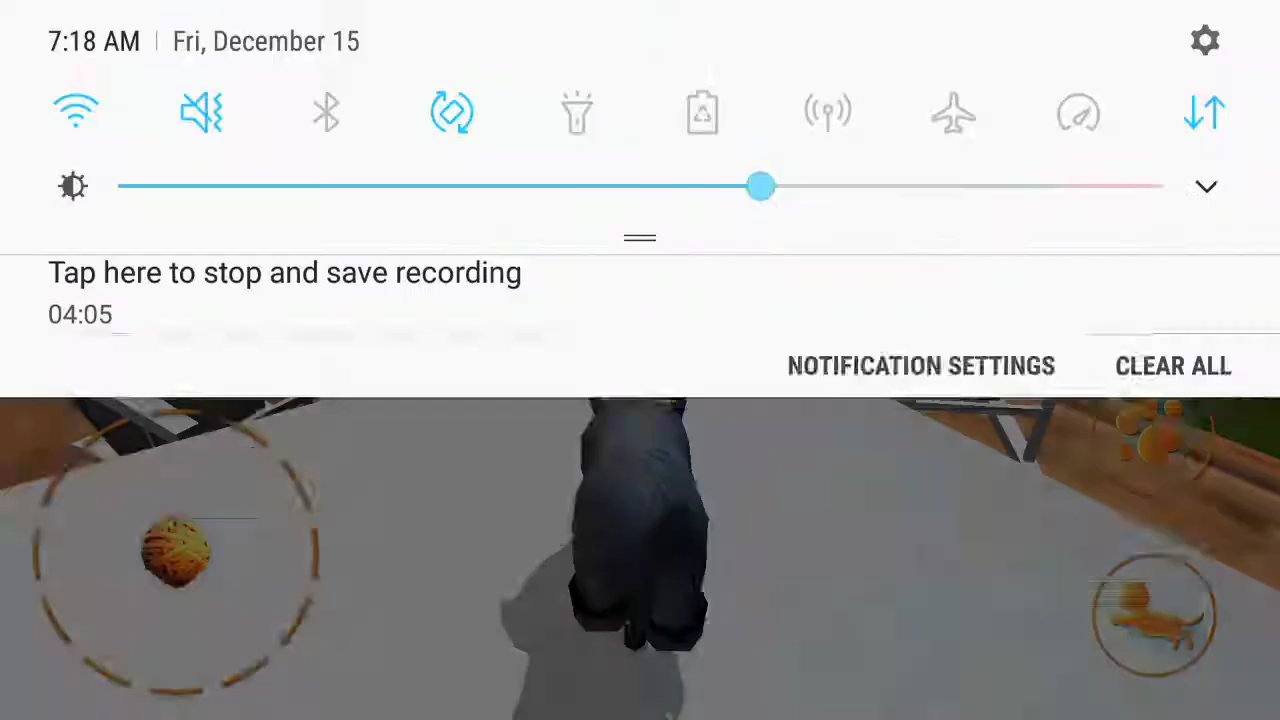 7:18 AM | Fri, December 15
Tap here to stop and save recording
04:05
NOTIFICATION SETTINGS CLEAR ALL